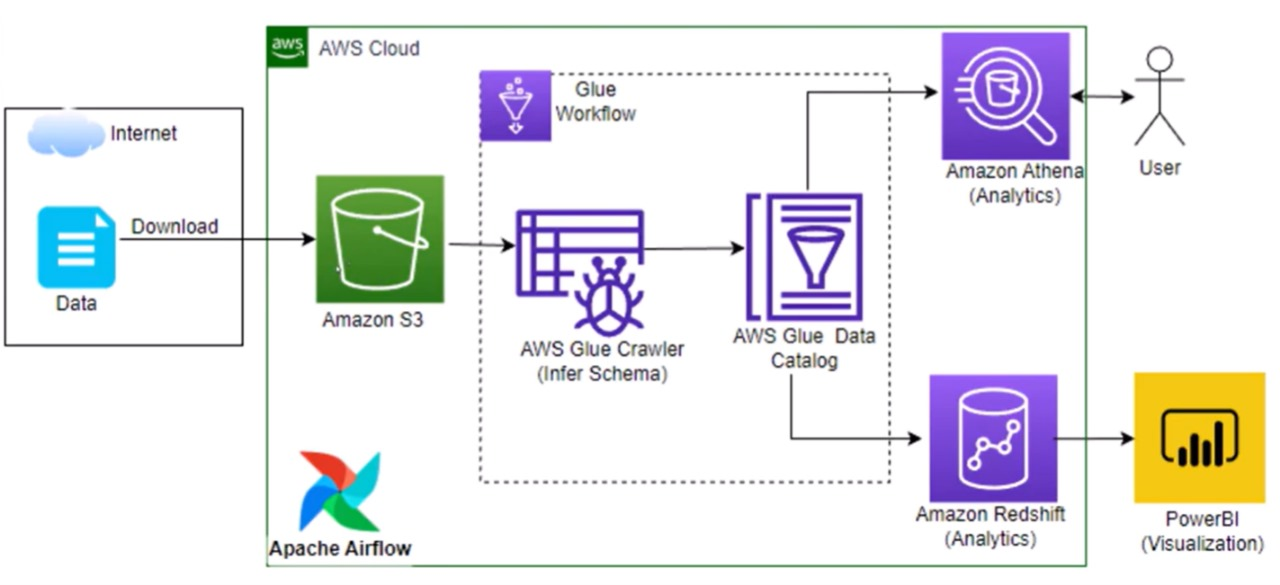 aws
AWS Cloud
Internet
Download
Data
Amazon S3
Glue
Workflow
AWS Glue Crawler
(Infer Schema)
AWS Glue Data
Catalog
Amazon Athena
(Analytics)
User
Amazon Redshift
(Analytics)
PowerBI
(Visualization)
Apache Airflow